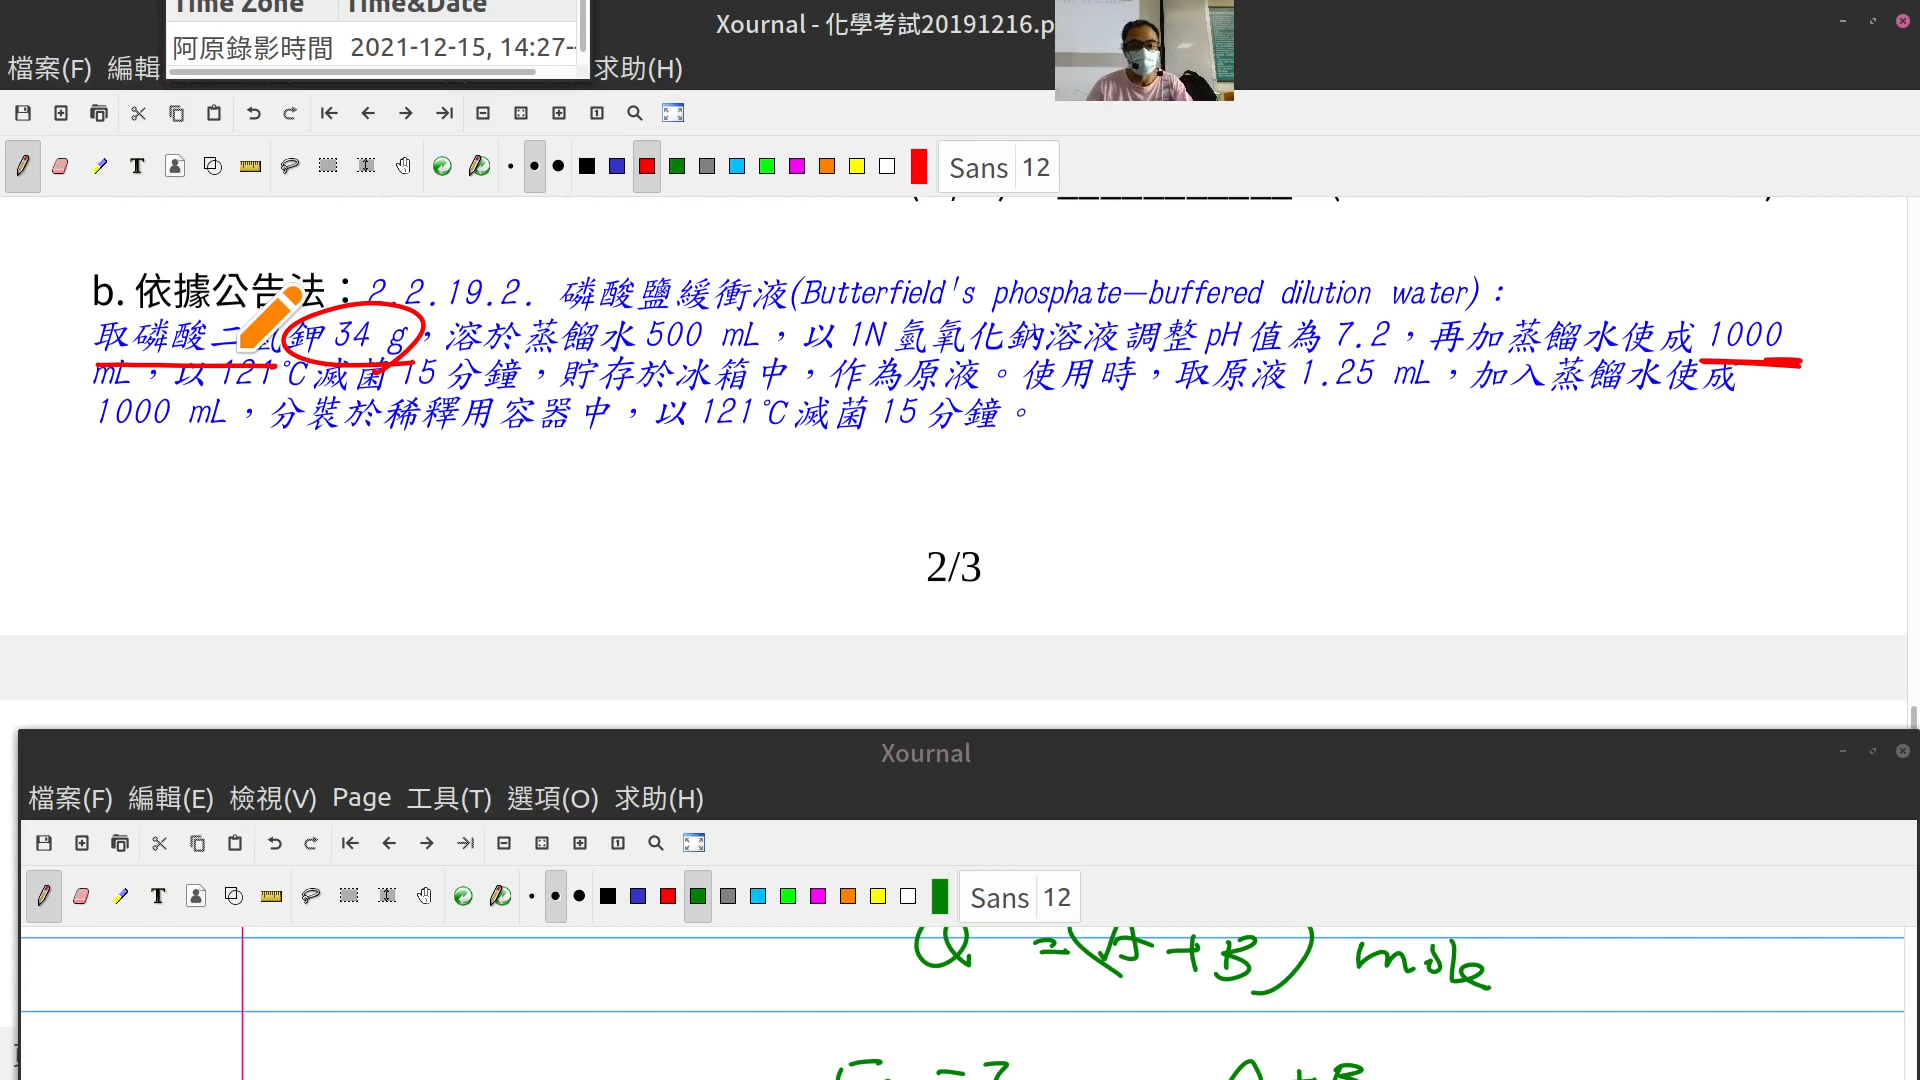 Time Zone Time&Date
阿原錄影時間 2021-12-15, 14:27-
Xournal - 化學考試20191216.p
檔案(F) 編輯 求助(H)
Sans 12
b. 依據公告法：2.2.19.2. 磷酸鹽緩衝液(Butterfield's phosphate—buffered dilution water)：
取磷酸二氫鉀 34 g，溶於蒸餾水 500 mL，以 1N 氫氧化鈉溶液調整 pH 值為 7.2，再加蒸餾水使成 1000
mL，以 121℃滅菌 15 分鐘，貯存於冰箱中，作為原液。使用時，取原液 1.25 mL，加入蒸餾水使成
1000 mL，分裝於稀釋用容器中，以 121℃滅菌 15 分鐘。
2/3
Xournal
檔案(F) 編輯(E) 檢視(V) Page 工具(T) 選項(O) 求助(H)
Sans 12
Q =(A+B) mole
A+B